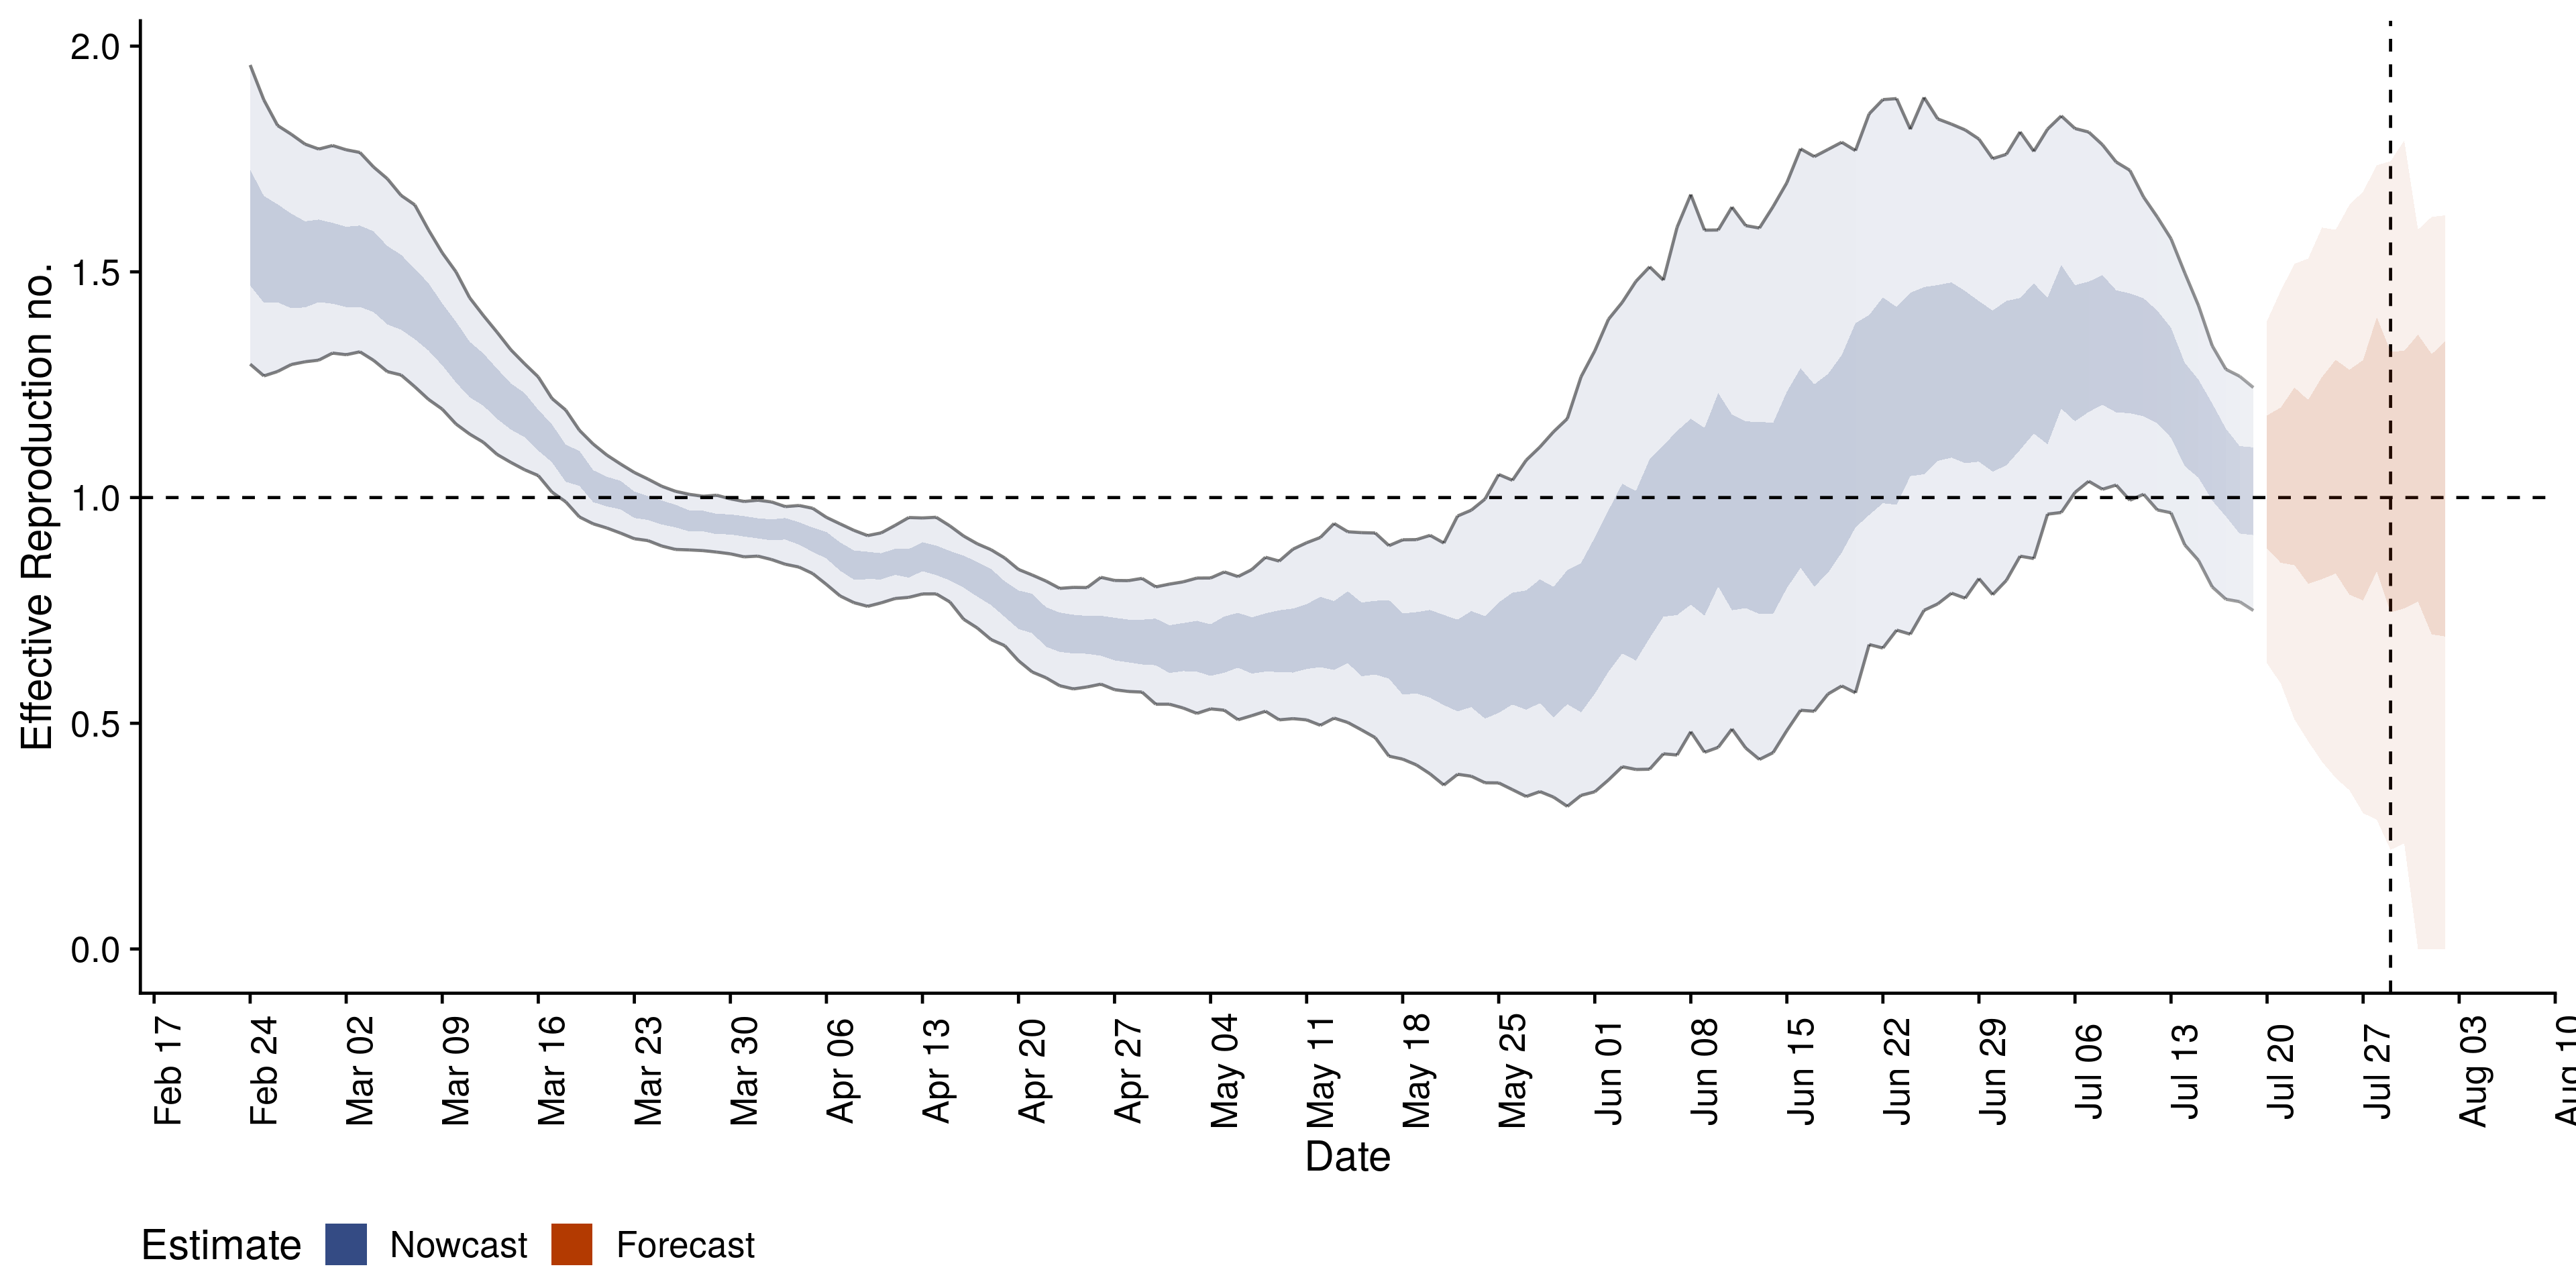 Effective Reproduction no.
2.0
1.5
1.0
0.5
0.0
Feb 17
Feb 24
Mar 02
Mar 09
Mar 16
Mar 23
Mar 30
Apr 06
Apr 13
Apr 20
Apr 27
May 04
May 11
May 18
May 25
Jun 01
Jun 08
Jun 15
Jun 22
Jun 29
Jul 06
Jul 13
Jul 20
Jul 27
Aug 03
Aug 10
Date
Estimate Nowcast Forecast